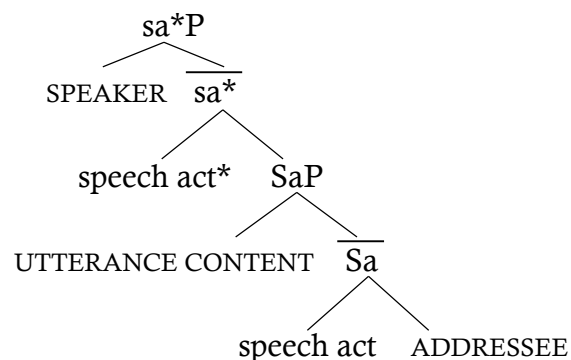 sa*P
SPEAKER sa*
speech act* SaP
UTTERANCE CONTENT Sa
speech act ADDRESSEE